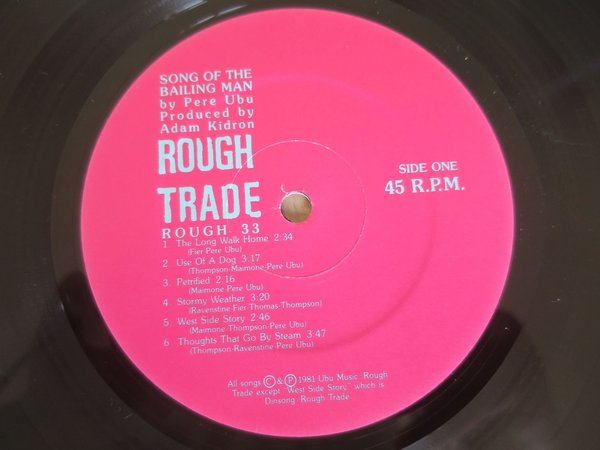 SONG OF THE
BAILING MAN
by Pere Ubu
Produced by
Adam Kidron
ROUGH
TRADE
ROUGH 33
SIDE ONE
45 R.P.M.
1. The Long Walk Home 2:34
(Fier-Pere Ubu)
2 Use Of A Dog 3.17
(Thompson-Maimone-Pere Ubu)
3. Petrified 2.16
(Maimone Pere Ubu)
4. Stormy Weather 3.20
(Ravenstine-Fier-Thomas-Thompson)
5. West Side Story 2:46
(Maimone Thompson-Pere Ubu)
6 Thoughts That Go By Steam 3:47
(Thompson-Ravenstine-Pere Ubu)
All songs © & ℗ 1981 Ubu Music Rough
Trade except West Side Story which is
Dinsong Rough Trade